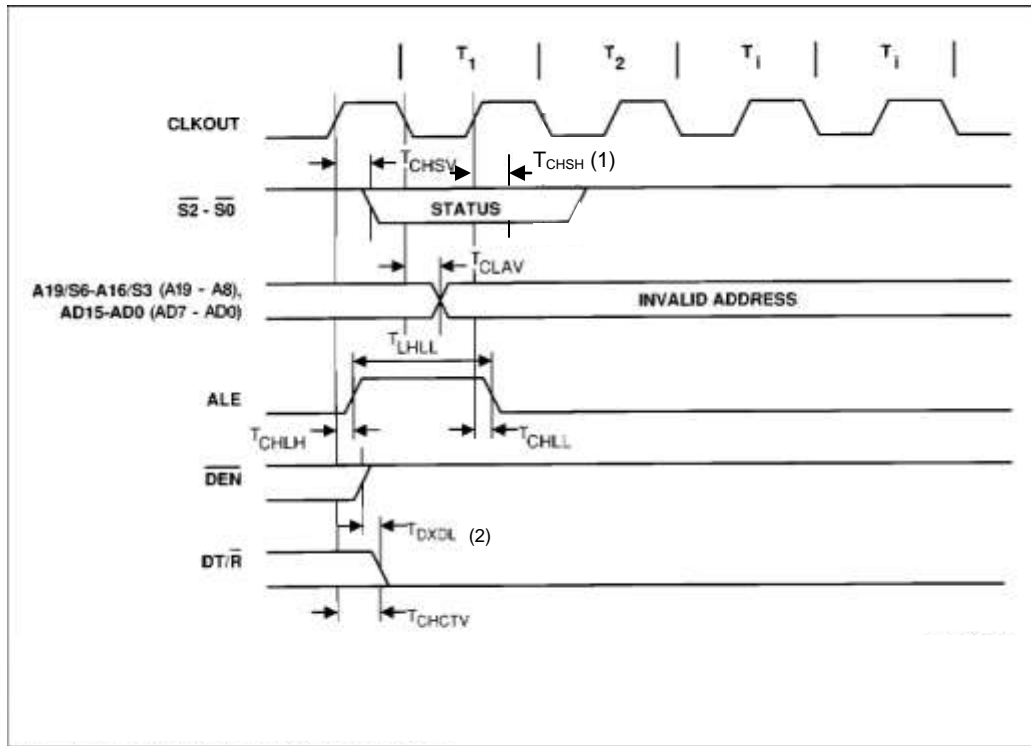 T1 T2 Ti Ti
CLKOUT
TCHSV TCHSH (1)
S2 - S0
STATUS
TCLAV
A19/S6-A16/S3 (A19 - A8),
AD15-AD0 (AD7 - AD0)
INVALID ADDRESS
TLHLL
ALE
TCHLH TCHLL
DEN
TDXDL (2)
DT/R
TCHCTV